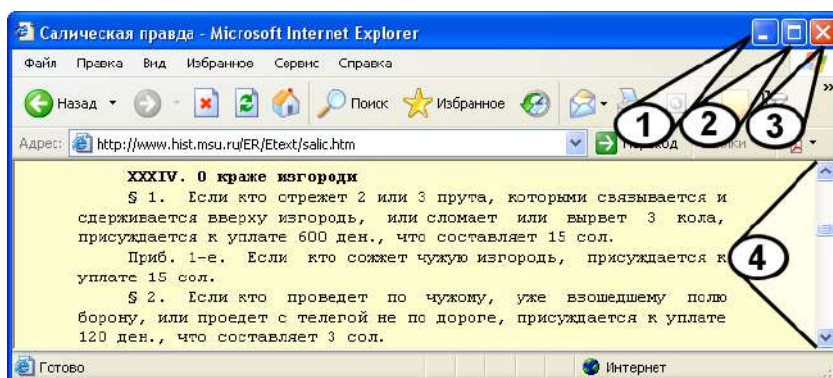 Салическая правда - Microsoft Internet Explorer
Файл Правка Вид Избранное Сервис Справка
Назад Поиск Избранное »
Адрес: http://www.hist.msu.ru/ER/Etext/salic.htm
1 2 3
XXXIV. О краже изгороди
§ 1. Если кто отрежет 2 или 3 прута, которыми связывается и
сдерживается вверху изгородь, или сломает или вырвет 3 кола,
присуждается к уплате 600 ден., что составляет 15 сол.
4
Приб. 1-е. Если кто сожжет чужую изгородь, присуждается к
уплате 15 сол.
§ 2. Если кто проведет по чужому, уже взошедшему полю
борону, или проедет с телегой не по дороге, присуждается к уплате
120 ден., что составляет 3 сол.
Готово Интернет